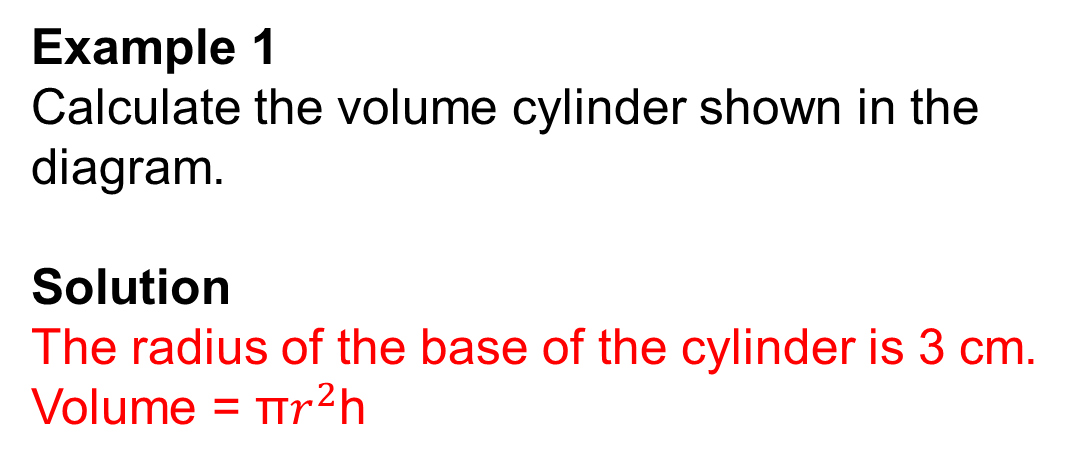 Example 1
Calculate the volume cylinder shown in the
diagram.
Solution
The radius of the base of the cylinder is 3 cm.
Volume = πr²h